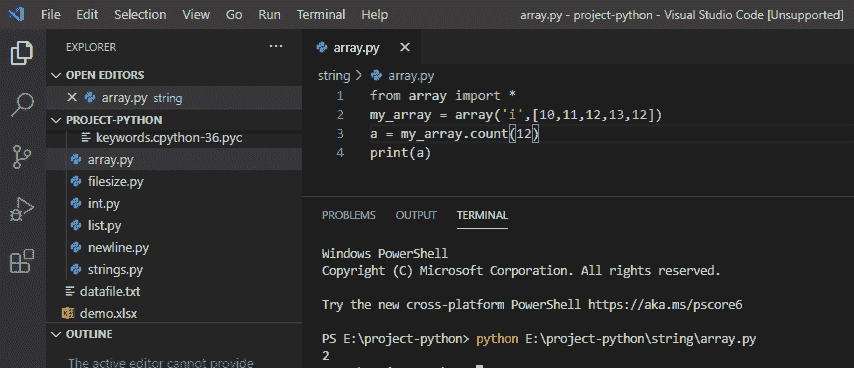 File Edit Selection View Go Run Terminal Help array.py - project-python - Visual Studio Code [Unsupported]
EXPLORER ...
OPEN EDITORS
array.py string
PROJECT-PYTHON
keywords.cpython-36.pyc
array.py
filesize.py
int.py
list.py
newline.py
strings.py
datafile.txt
demo.xlsx
OUTLINE
The active editor cannot provide
array.py
string > array.py
1 from array import *
2 my_array = array('i',[10,11,12,13,12])
3 a = my_array.count(12)
4 print(a)
PROBLEMS OUTPUT TERMINAL
Windows PowerShell
Copyright (C) Microsoft Corporation. All rights reserved.
Try the new cross-platform PowerShell https://aka.ms/pscore6
PS E:\project-python> python E:\project-python\string\array.py
2